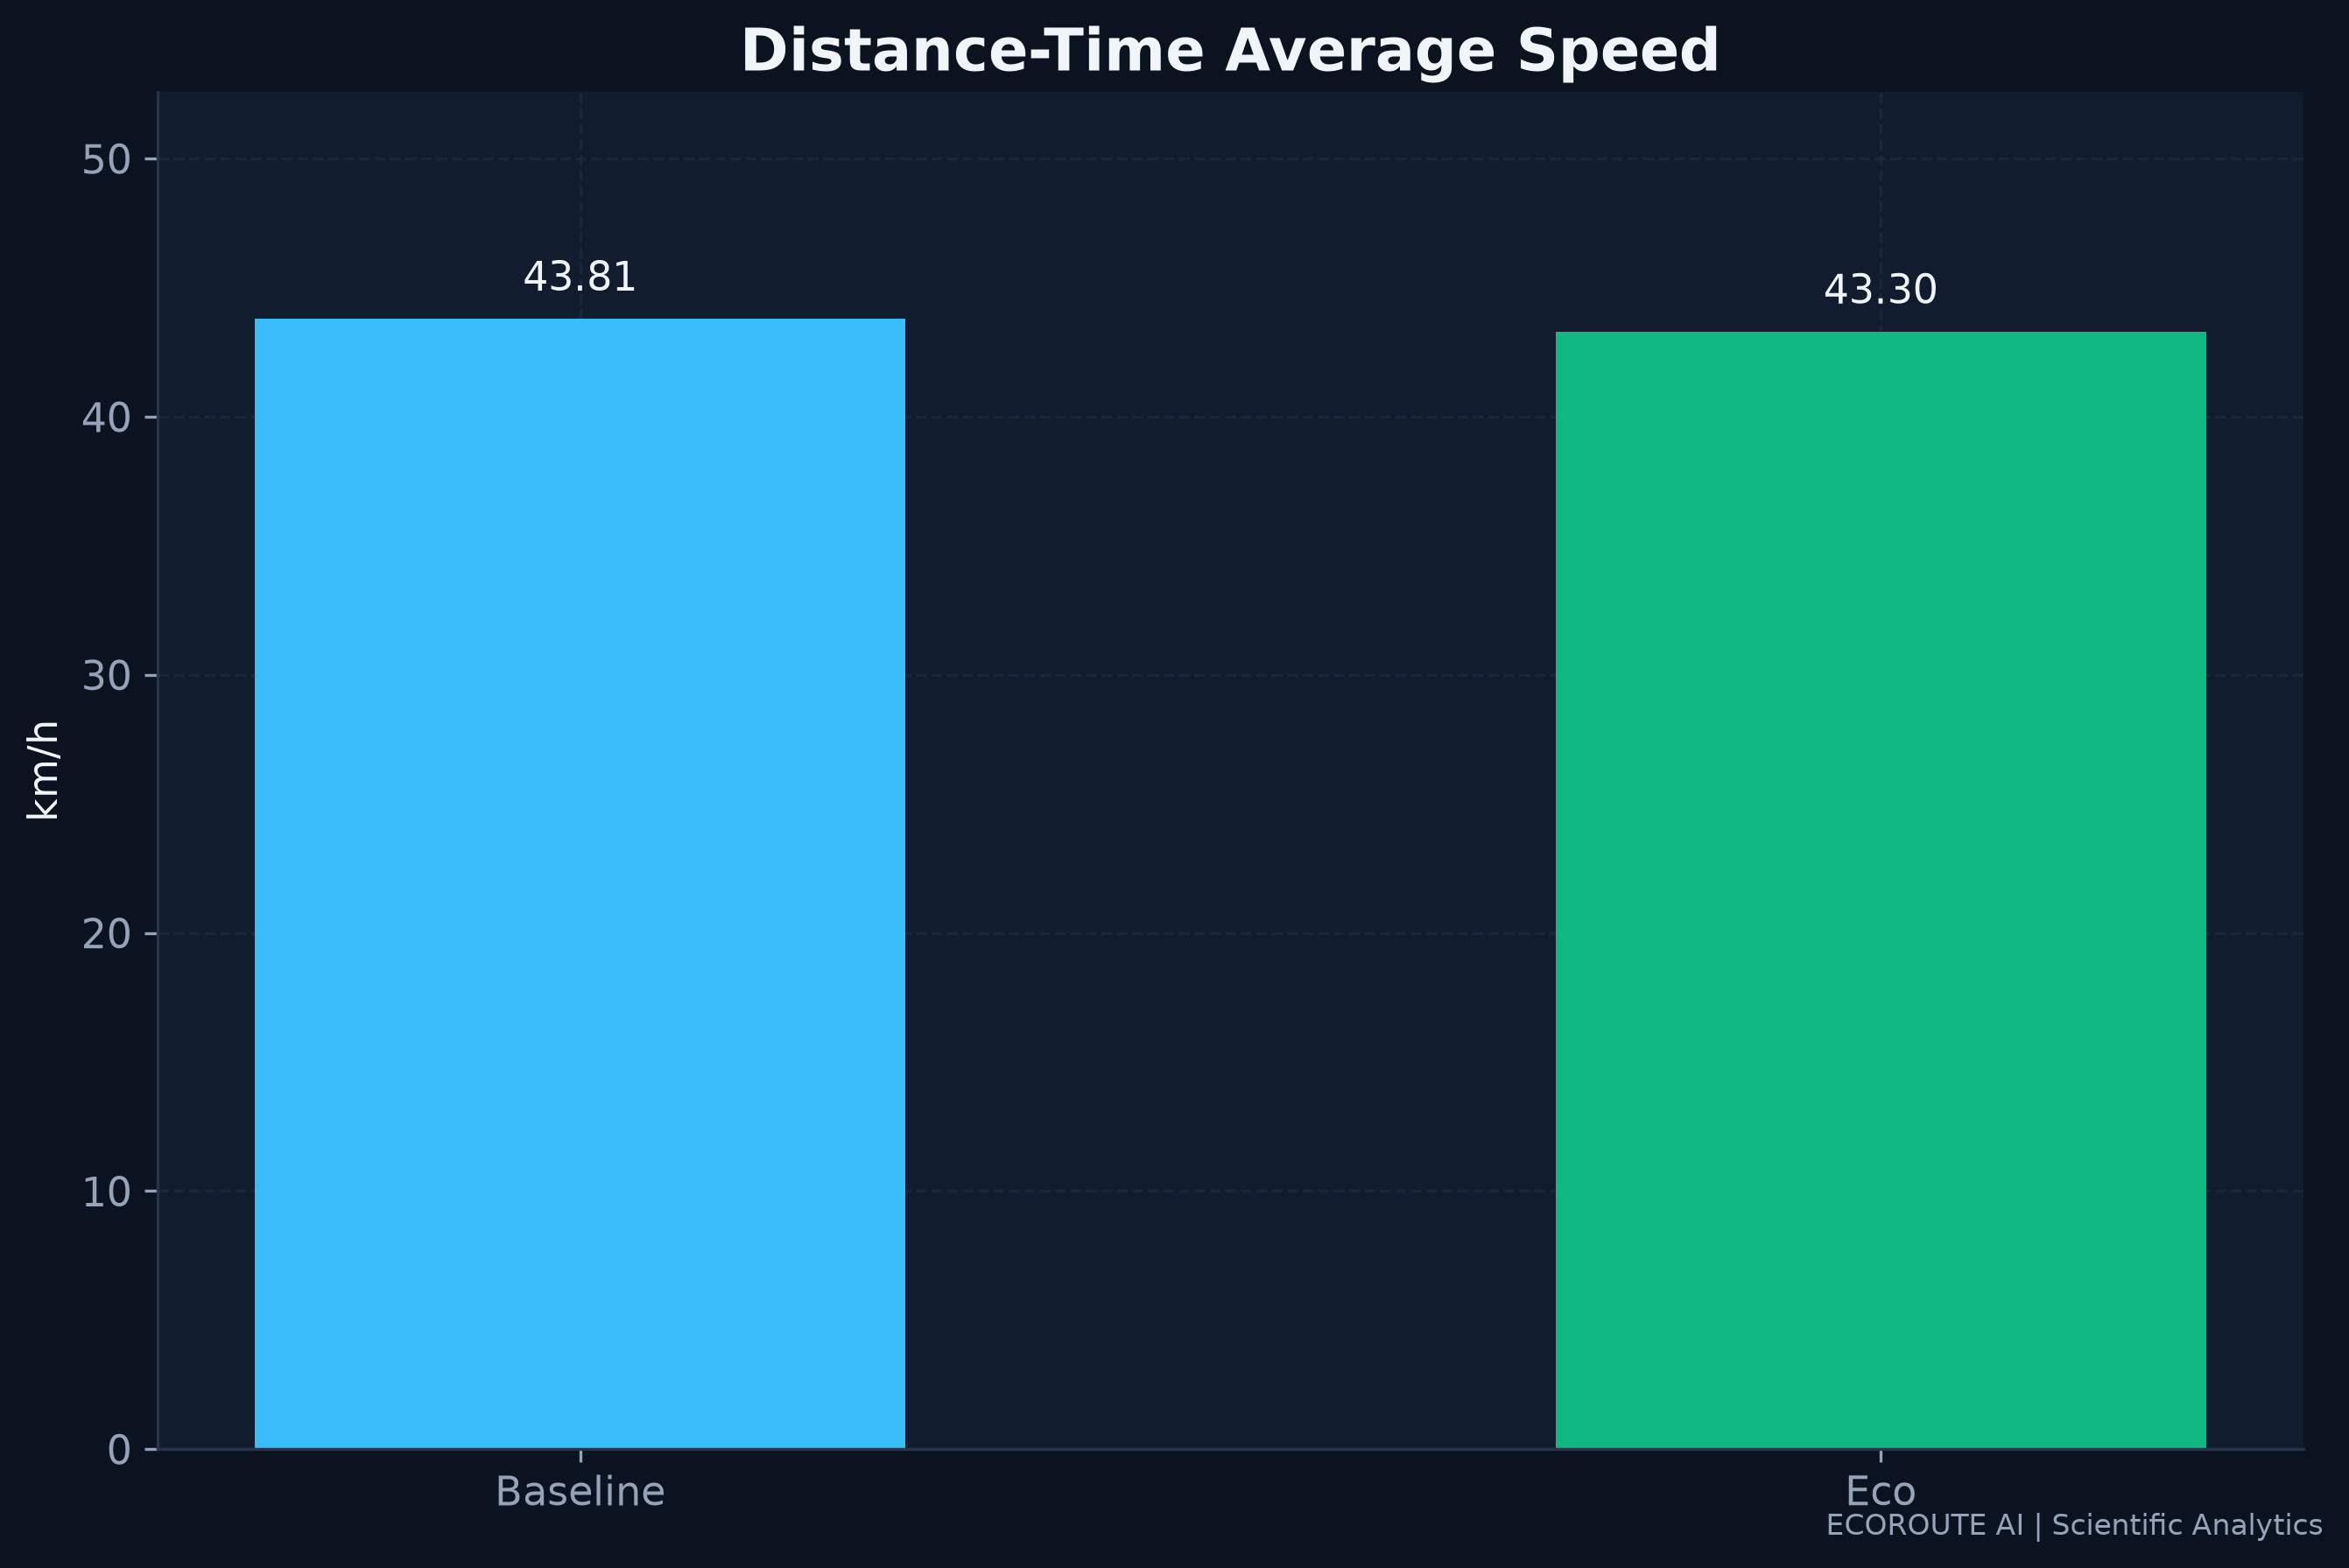 Distance-Time Average Speed
50
43.81
43.30
40
30
km/h
20
10
0
Baseline
Eco
ECOROUTE AI | Scientific Analytics